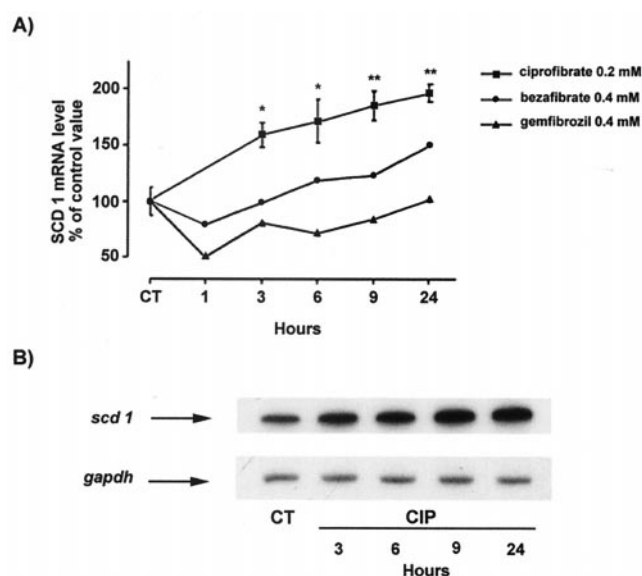 A)
SCD 1 mRNA level
% of control value
200
150
100
50
* * ** **
ciprofibrate 0.2 mM
bezafibrate 0.4 mM
gemfibrozil 0.4 mM
CT 1 3 6 9 24
Hours
B)
scd 1
gapdh
CT CIP
3 6 9 24
Hours